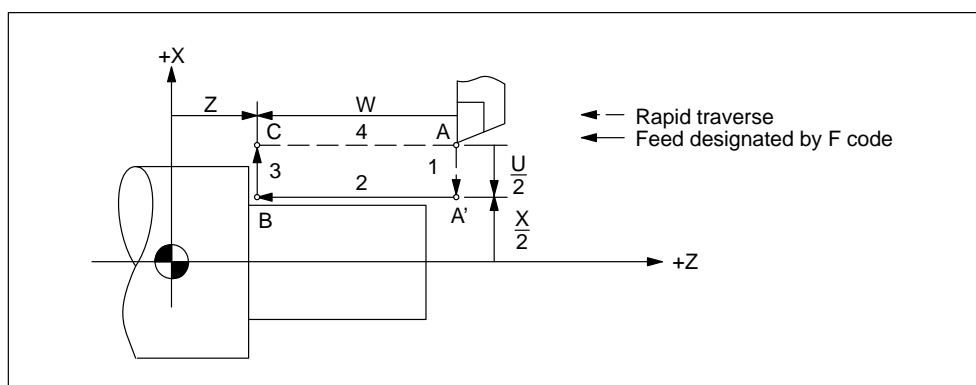 +X
Z
W
C
4
A
Rapid traverse
Feed designated by F code
3
1
U
2
2
B
A’
X
2
+Z